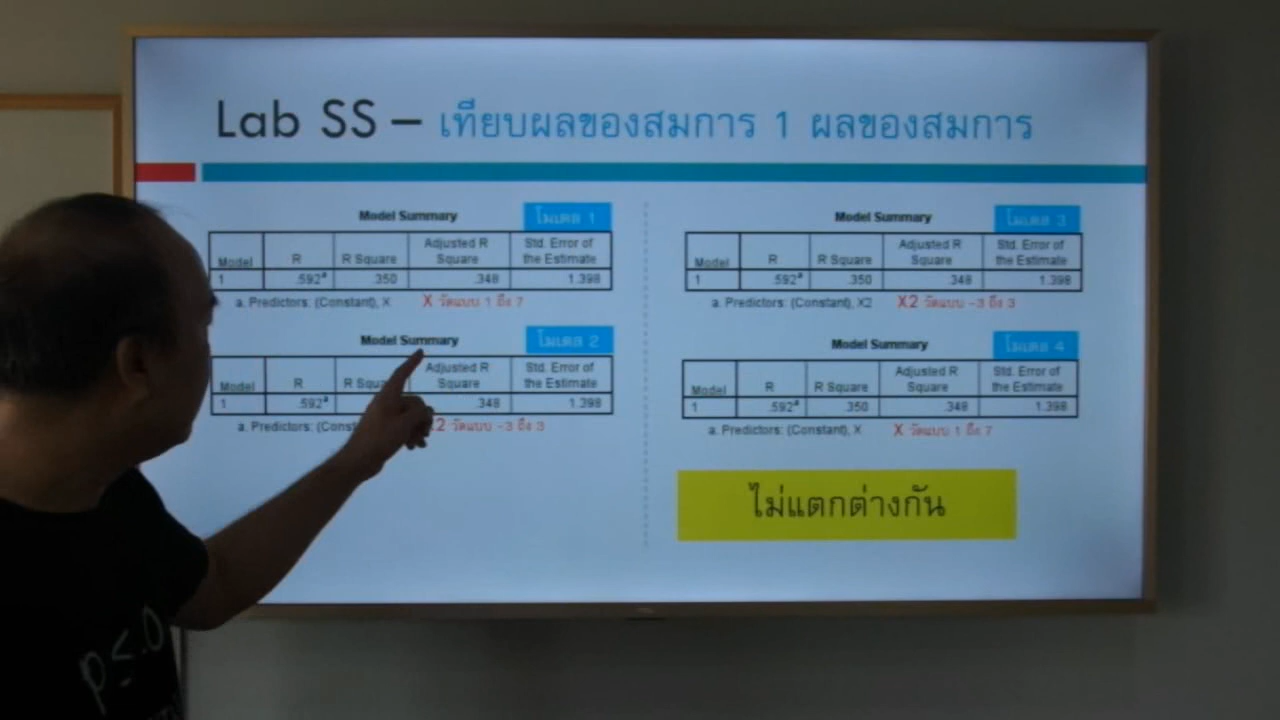 Lab SS – เทียบผลของสมการ 1 ผลของสมการ
Model Summary โมเดล 1
Model R R Square Adjusted R Square Std. Error of the Estimate
1 .592ª .350 .348 1.398
a. Predictors: (Constant), X X วัดแบบ 1 ถึง 7
Model Summary โมเดล 2
Model R R Squa Adjusted R Square Std. Error of the Estimate
1 .592ª .348 1.398
a. Predictors: (Const 2 วัดแบบ -3 ถึง 3
Model Summary โมเดล 3
Model R R Square Adjusted R Square Std. Error of the Estimate
1 .592ª .350 .348 1.398
a. Predictors: (Constant), X2 X2 วัดแบบ -3 ถึง 3
Model Summary โมเดล 4
Model R R Square Adjusted R Square Std. Error of the Estimate
1 .592ª .350 .348 1.398
a. Predictors: (Constant), X X วัดแบบ 1 ถึง 7
ไม่แตกต่างกัน
p≤.0